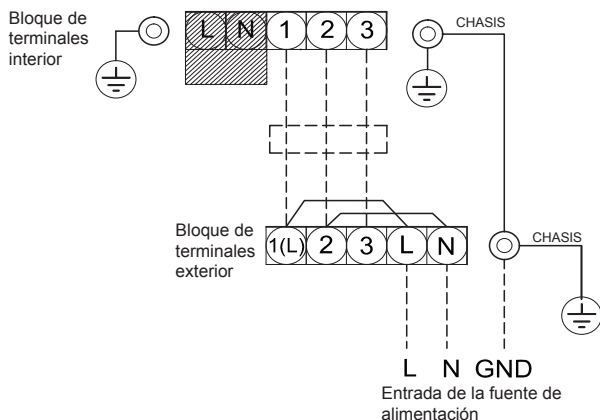 Bloque de
terminales
interior
L N 1 2 3
CHASIS
Bloque de
terminales
exterior
1(L) 2 3 L N
CHASIS
L N GND
Entrada de la fuente de
alimentación